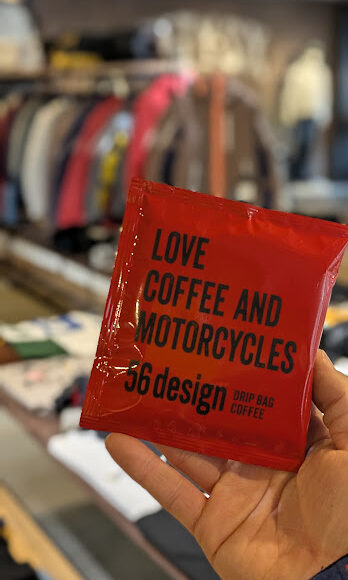 LOVE
COFFEE AND
MOTORCYCLES
56design DRIP BAG
COFFEE